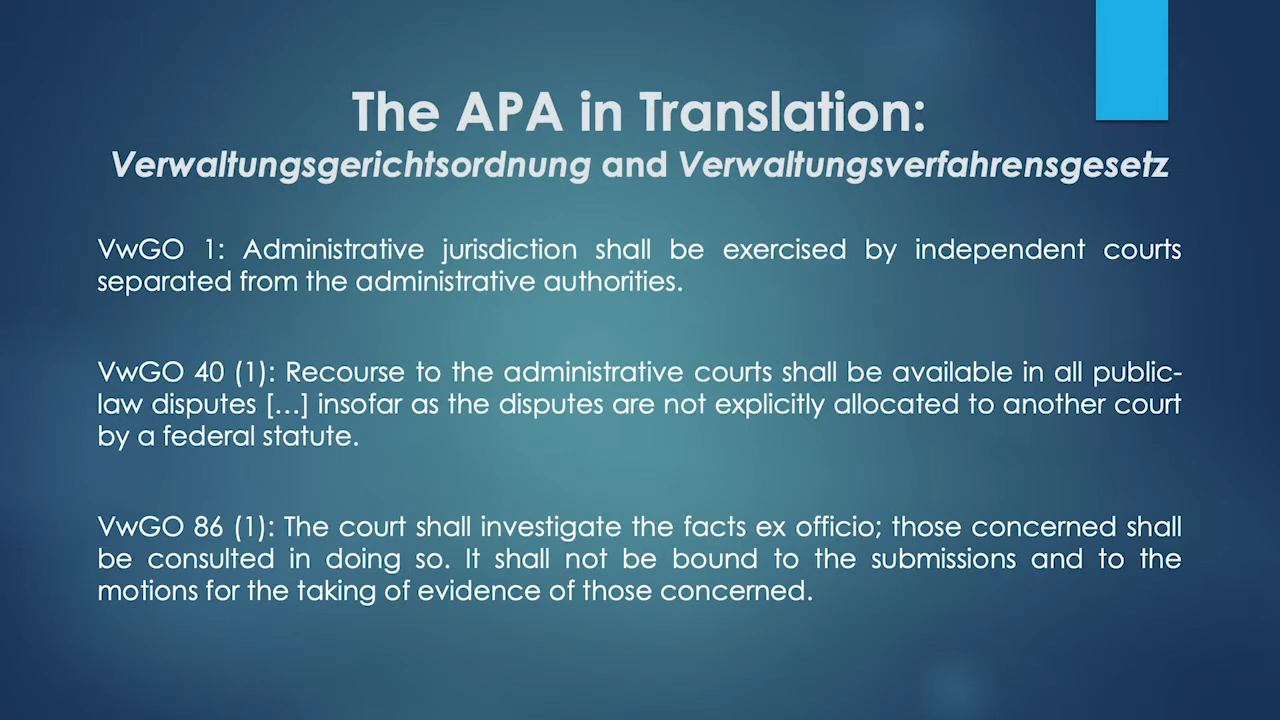 The APA in Translation:
Verwaltungsgerichtsordnung and Verwaltungsverfahrensgesetz
VwGO 1: Administrative jurisdiction shall be exercised by independent courts
separated from the administrative authorities.
VwGO 40 (1): Recourse to the administrative courts shall be available in all public-
law disputes [...] insofar as the disputes are not explicitly allocated to another court
by a federal statute.
VwGO 86 (1): The court shall investigate the facts ex officio; those concerned shall
be consulted in doing so. It shall not be bound to the submissions and to the
motions for the taking of evidence of those concerned.